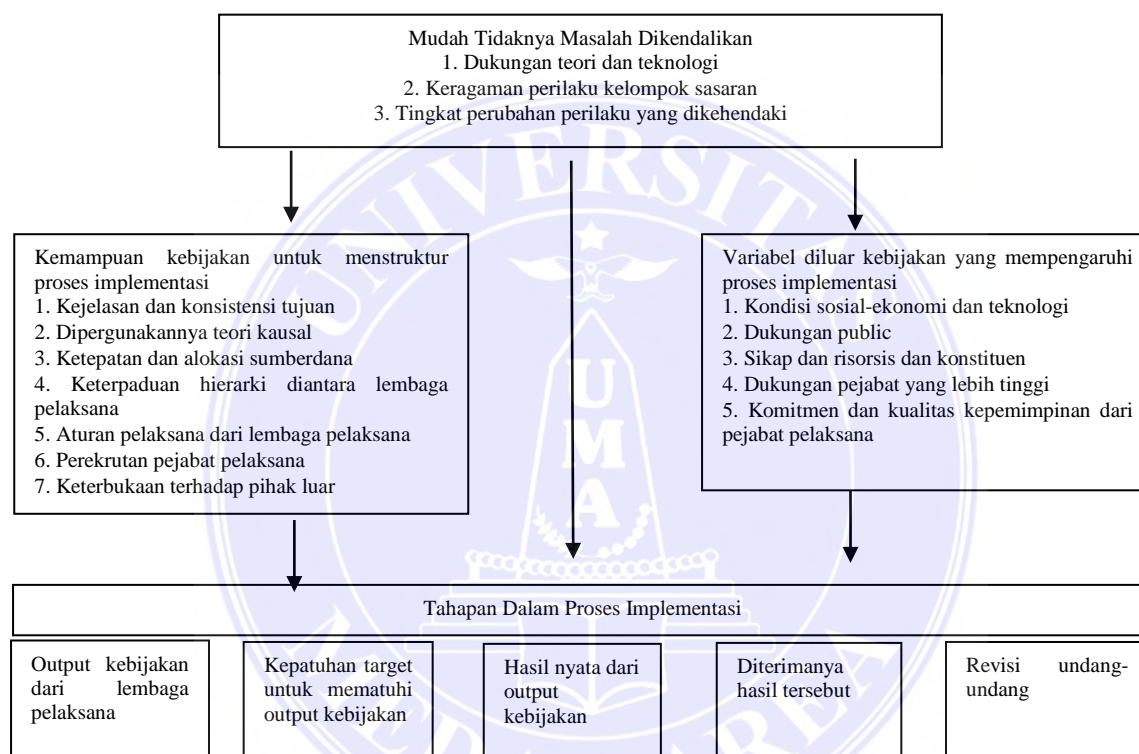 Mudah Tidaknya Masalah Dikendalikan
1. Dukungan teori dan teknologi
2. Keragaman perilaku kelompok sasaran
3. Tingkat perubahan perilaku yang dikehendaki
Kemampuan kebijakan untuk menstruktur
proses implementasi
1. Kejelasan dan konsistensi tujuan
2. Dipergunakannya teori kausal
3. Ketepatan dan alokasi sumberdana
4. Keterpaduan hierarki diantara lembaga
pelaksana
5. Aturan pelaksana dari lembaga pelaksana
6. Perekrutan pejabat pelaksana
7. Keterbukaan terhadap pihak luar
Variabel diluar kebijakan yang mempengaruhi
proses implementasi
1. Kondisi sosial-ekonomi dan teknologi
2. Dukungan public
3. Sikap dan risorsis dan konstituen
4. Dukungan pejabat yang lebih tinggi
5. Komitmen dan kualitas kepemimpinan dari
pejabat pelaksana
Tahapan Dalam Proses Implementasi
Output kebijakan
dari lembaga
pelaksana
Kepatuhan target
untuk mematuhi
output kebijakan
Hasil nyata dari
output
kebijakan
Diterimanya
hasil tersebut
Revisi undang-
undang
UNIVERSITAS
UMA
MEDAN AREA